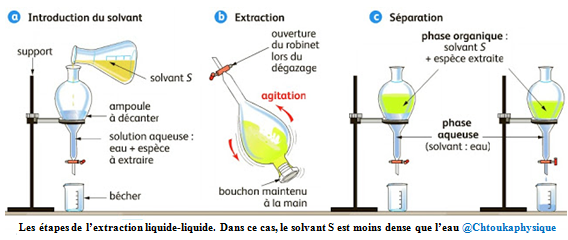 a Introduction du solvant
support
solvant S
ampoule
à décanter
solution aqueuse :
eau + espèce
à extraire
bécher
b Extraction
ouverture
du robinet
lors du
dégazage
agitation
bouchon maintenu
à la main
c Séparation
phase organique :
solvant S
+ espèce extraite
phase
aqueuse
(solvant : eau)
Les étapes de l'extraction liquide-liquide. Dans ce cas, le solvant S est moins dense que l'eau @Chtoukaphysique